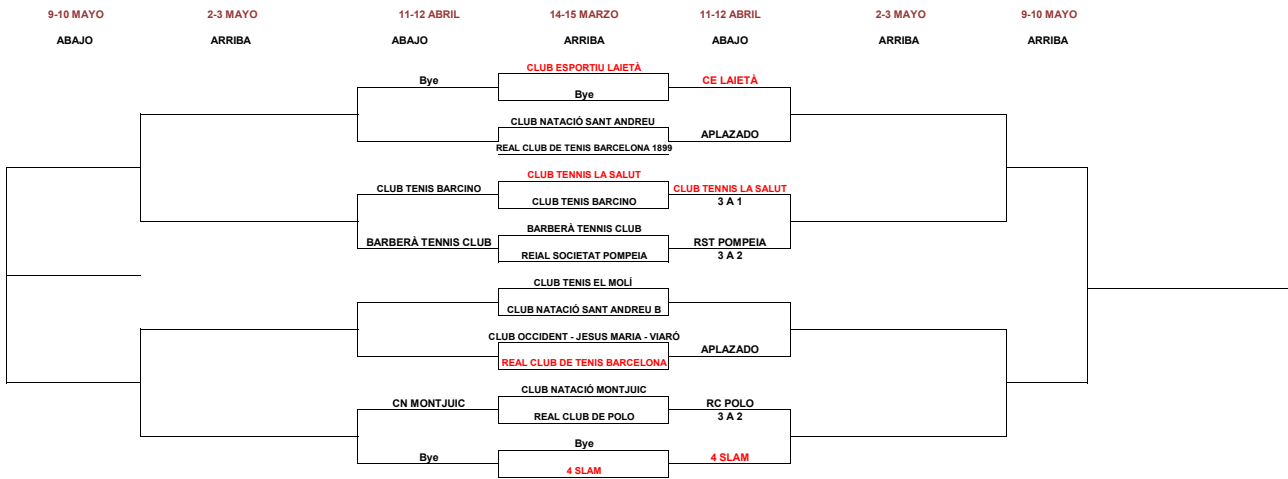 9-10 MAYO 2-3 MAYO 11-12 ABRIL 14-15 MARZO 11-12 ABRIL 2-3 MAYO 9-10 MAYO
ABAJO ARRIBA ABAJO ARRIBA ABAJO ARRIBA ARRIBA
CLUB ESPORTIU LAIETÀ
Bye CE LAIETÀ
Bye
CLUB NATACIÓ SANT ANDREU
APLAZADO
REAL CLUB DE TENIS BARCELONA 1899
CLUB TENNIS LA SALUT
CLUB TENIS BARCINO CLUB TENNIS LA SALUT
CLUB TENIS BARCINO 3 A 1
BARBERÀ TENNIS CLUB
BARBERÀ TENNIS CLUB RST POMPEIA
REIAL SOCIETAT POMPEIA 3 A 2
CLUB TENIS EL MOLÍ
CLUB NATACIÓ SANT ANDREU B
CLUB OCCIDENT - JESUS MARIA - VIARÓ
APLAZADO
REAL CLUB DE TENIS BARCELONA
CLUB NATACIÓ MONTJUIC
CN MONTJUIC RC POLO
REAL CLUB DE POLO 3 A 2
Bye
Bye 4 SLAM
4 SLAM